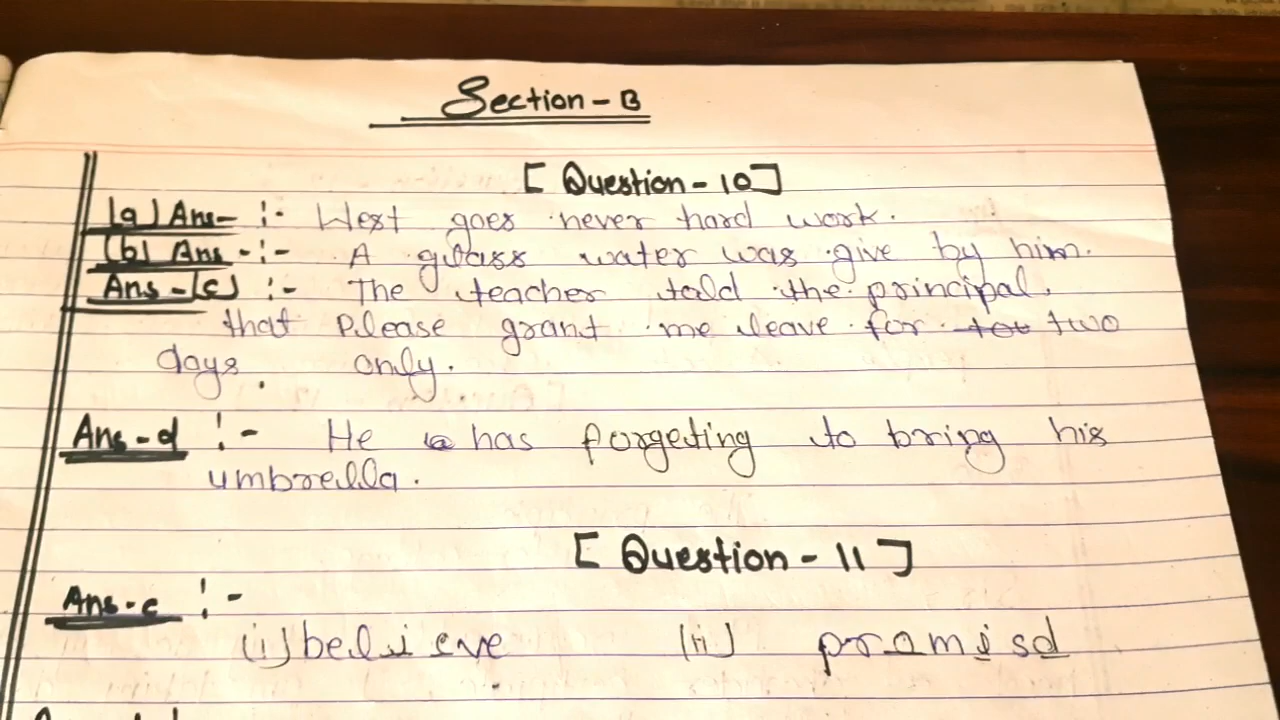 Section - B
[ Question - 10 ]
(a) Ans - :- West goes never hard work.
(b) Ans - :- A glass water was give by him.
Ans - (c) :- The teacher told the principal.
that Please grant me leave for two
days only.
Ans - d :- He has forgeting to bring his
umbrella.
[ Question - 11 ]
Ans - c :-
(i) believe (ii) promisd